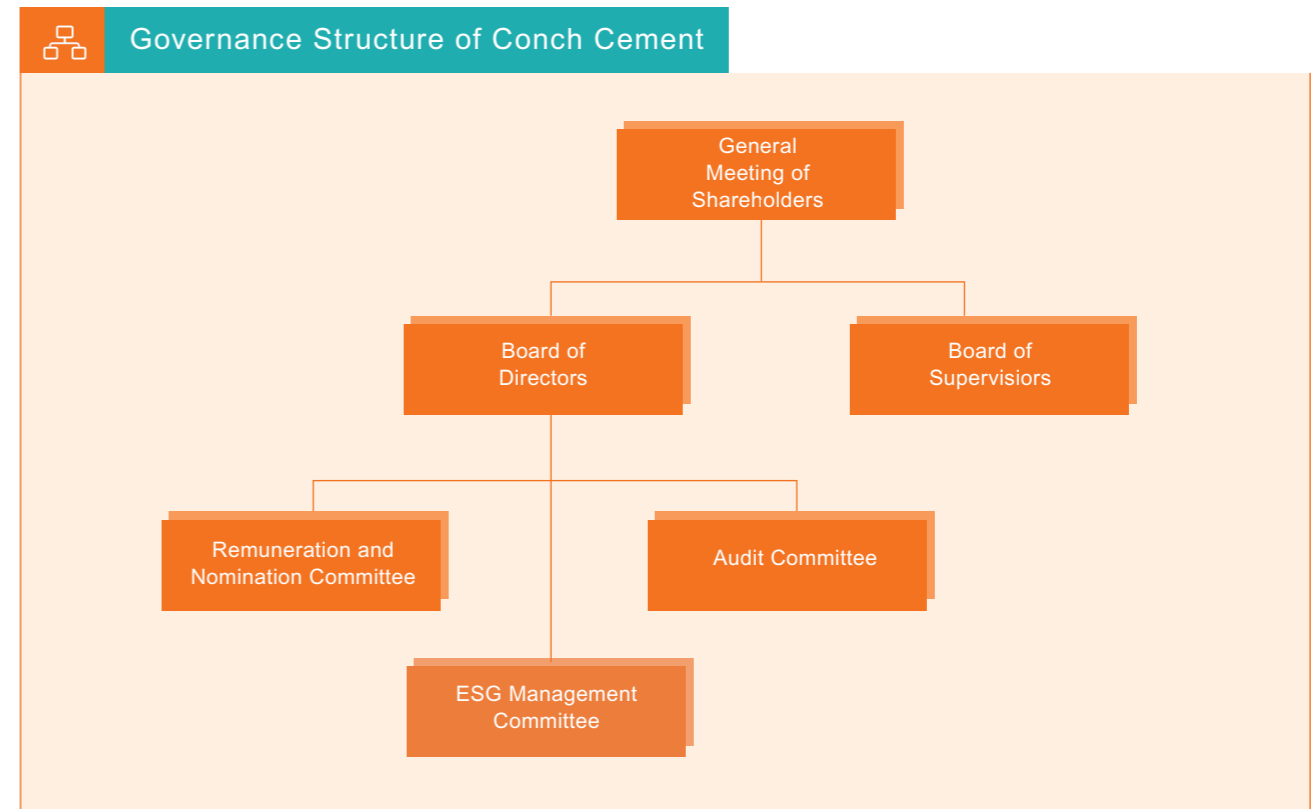 Governance Structure of Conch Cement
General
Meeting of
Shareholders
Board of
Directors
Board of
Supervisiors
Remuneration and
Nomination Committee
Audit Committee
ESG Management
Committee